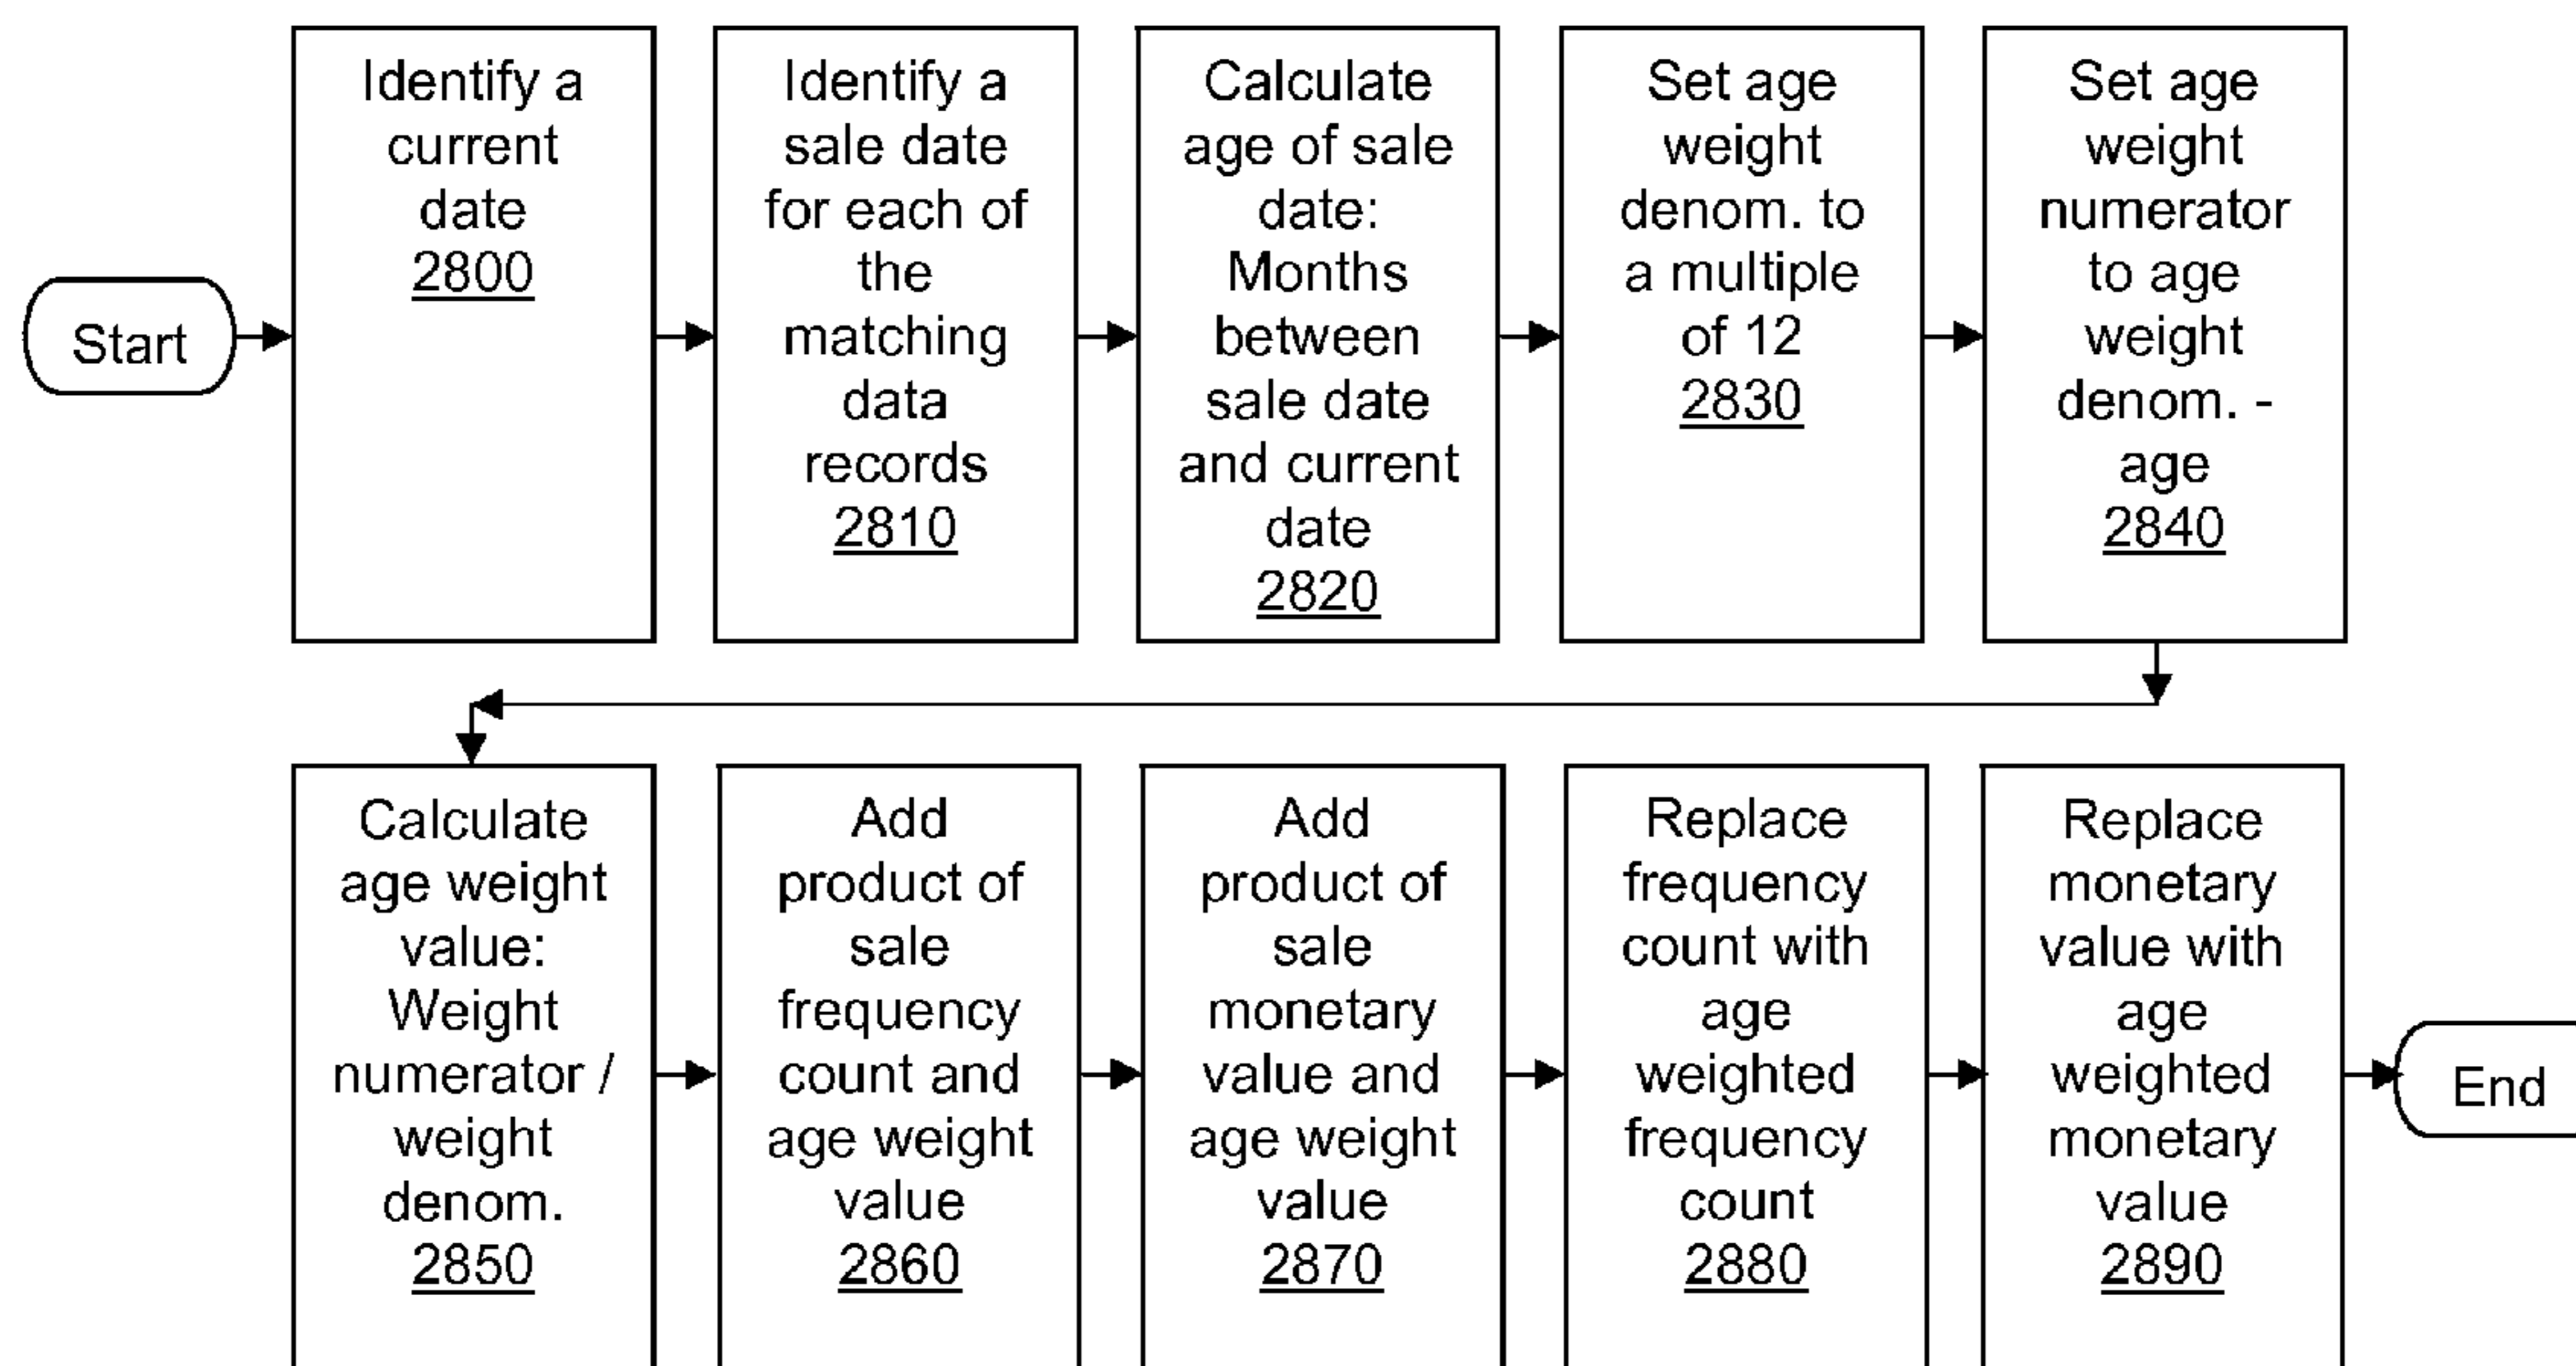 Start
Identify a
current
date
2800
Identify a
sale date
for each of
the
matching
data
records
2810
Calculate
age of sale
date:
Months
between
sale date
and current
date
2820
Set age
weight
denom. to
a multiple
of 12
2830
Set age
weight
numerator
to age
weight
denom. -
age
2840
Calculate
age weight
value:
Weight
numerator /
weight
denom.
2850
Add
product of
sale
frequency
count and
age weight
value
2860
Add
product of
sale
monetary
value and
age weight
value
2870
Replace
frequency
count with
age
weighted
frequency
count
2880
Replace
monetary
value with
age
weighted
monetary
value
2890
End